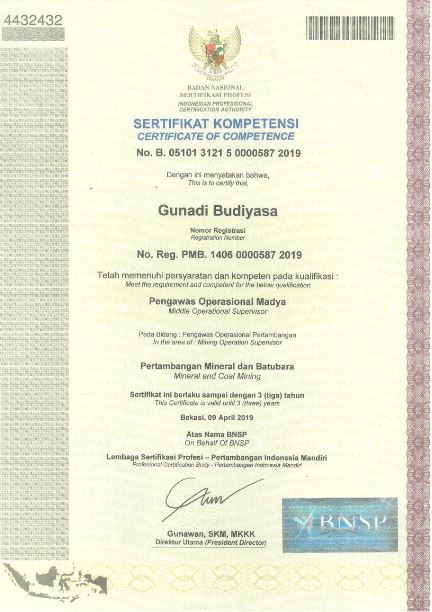 4432432
BADAN NASIONAL
SERTIFIKASI PROFESI
INDONESIAN PROFESSIONAL
CERTIFICATION AUTHORITY
SERTIFIKAT KOMPETENSI
CERTIFICATE OF COMPETENCE
No. B. 05101 3121 5 0000587 2019
Dengan ini menyatakan bahwa,
This is to certify that,
Gunadi Budiyasa
Nomor Registrasi
Registration Number
No. Reg. PMB. 1406 0000587 2019
Telah memenuhi persyaratan dan kompeten pada kualifikasi :
Meet the requirement and competent for the below qualification
Pengawas Operasional Madya
Middle Operational Supervisor
Pada Bidang : Pengawas Operasional Pertambangan
In the area of : Mining Operation Supervisor
Pertambangan Mineral dan Batubara
Mineral and Coal Mining
Sertifikat ini berlaku sampai dengan 3 (tiga) tahun
This Certificate is valid until 3 (three) years
Bekasi, 09 April 2019
Atas Nama BNSP
On Behalf Of BNSP
Lembaga Sertifikasi Profesi – Pertambangan Indonesia Mandiri
Profesional Certification Body - Pertambangan Indonesia Mandiri
Gunawan, SKM, MKKK
Direktur Utama (President Director)
BNSP